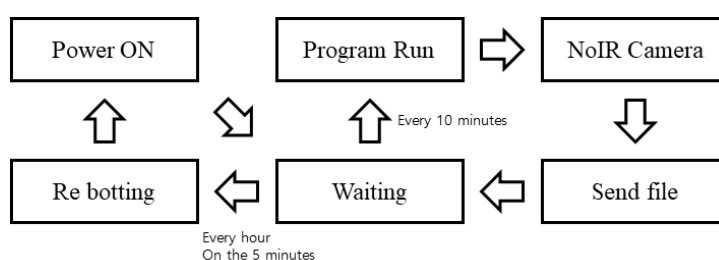 Power ON
Program Run
NoIR Camera
Every 10 minutes
Re botting
Waiting
Send file
Every hour
On the 5 minutes